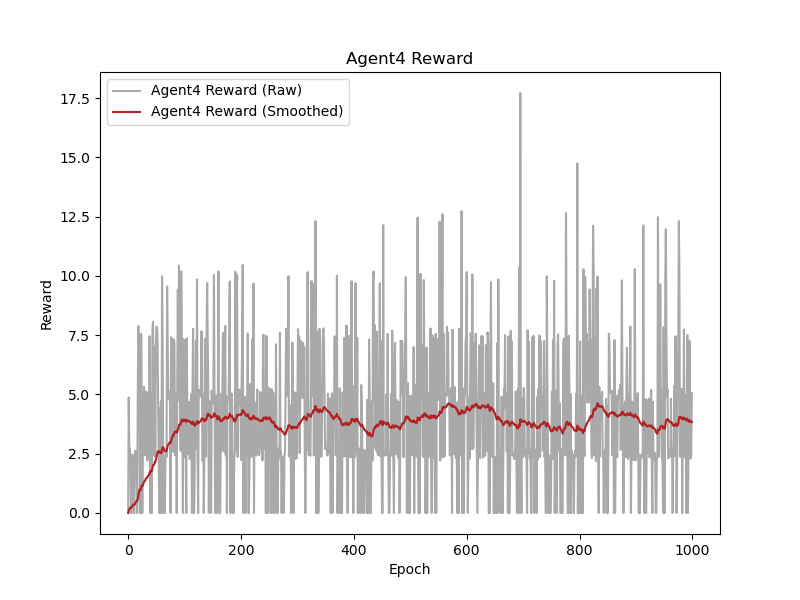 Agent4 Reward
Agent4 Reward (Raw)
Agent4 Reward (Smoothed)
17.5
15.0
12.5
10.0
7.5
5.0
2.5
0.0
Reward
0 200 400 600 800 1000
Epoch